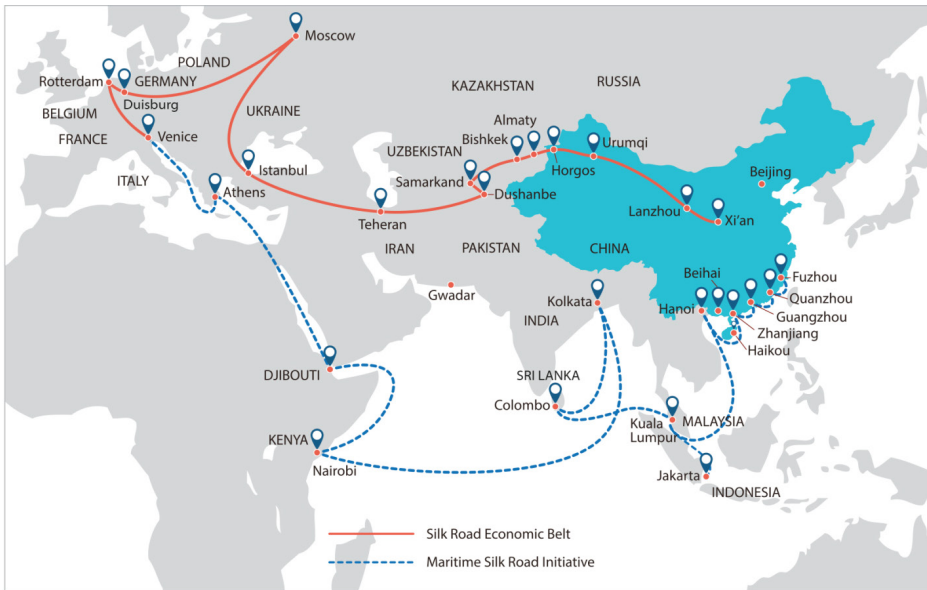 Moscow
POLAND
Rotterdam
GERMANY
Duisburg
BELGIUM
FRANCE
Venice
UKRAINE
ITALY
Istanbul
Athens
KAZAKHSTAN
RUSSIA
Almaty
Bishkek
Urumqi
UZBEKISTAN
Horgos
Samarkand
Dushanbe
Beijing
Teheran
Lanzhou
Xi'an
IRAN
PAKISTAN
CHINA
Gwadar
Kolkata
INDIA
Beihai
Hanoi
Fuzhou
Quanzhou
Guangzhou
Zhanjiang
Haikou
DJIBOUTI
SRI LANKA
Colombo
KENYA
Nairobi
Kuala
Lumpur
MALAYSIA
Jakarta
INDONESIA
Silk Road Economic Belt
Maritime Silk Road Initiative